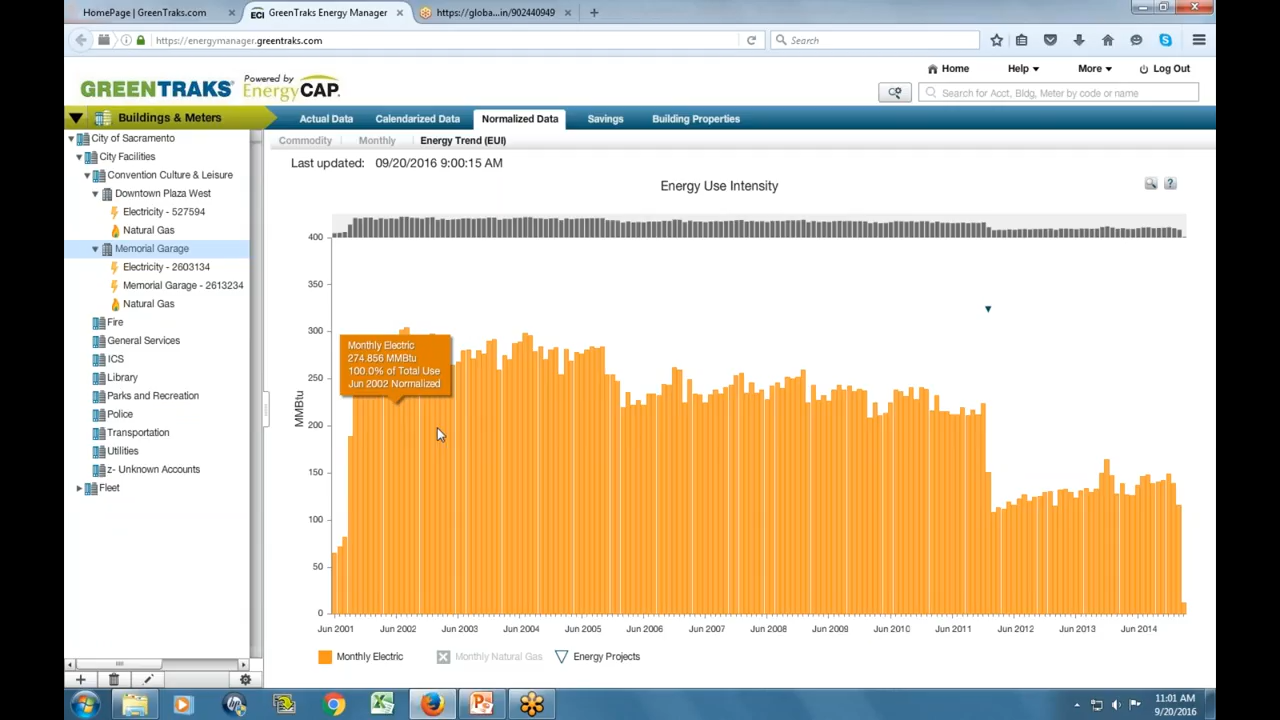 HomePage | GreenTraks.com
GreenTraks Energy Manager
https://globa...in/902440949
https://energymanager.greentraks.com
Search
GREENTRAKS
Powered by
EnergyCAP
Home
Help
More
Log Out
Search for Acct, Bldg, Meter by code or name
Buildings & Meters
Actual Data
Calendarized Data
Normalized Data
Savings
Building Properties
Commodity
Monthly
Energy Trend (EUI)
City of Sacramento
City Facilities
Convention Culture & Leisure
Downtown Plaza West
Electricity - 527594
Natural Gas
Memorial Garage
Electricity - 2603134
Memorial Garage - 2613234
Natural Gas
Fire
General Services
ICS
Library
Parks and Recreation
Police
Transportation
Utilities
z- Unknown Accounts
Fleet
Last updated: 09/20/2016 9:00:15 AM
Energy Use Intensity
400
350
300
250
200
150
100
50
0
MMBtu
Monthly Electric
274.856 MMBtu
100.0% of Total Use
Jun 2002 Normalized
Jun 2001
Jun 2002
Jun 2003
Jun 2004
Jun 2005
Jun 2006
Jun 2007
Jun 2008
Jun 2009
Jun 2010
Jun 2011
Jun 2012
Jun 2013
Jun 2014
Monthly Electric
Monthly Natural Gas
Energy Projects
11:01 AM
9/20/2016